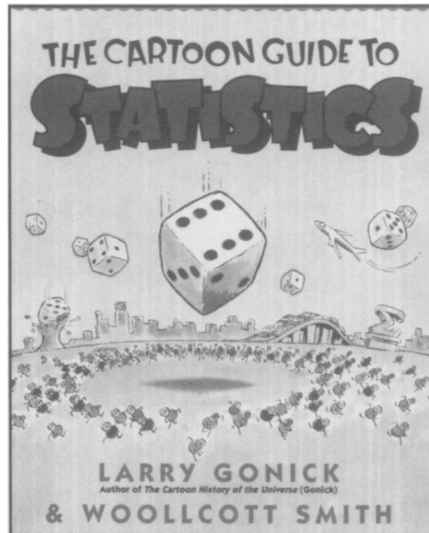 THE CARTOON GUIDE TO
STATISTICS
LARRY GONICK
Author of The Cartoon History of the Universe (Gonick)
& WOOLLCOTT SMITH